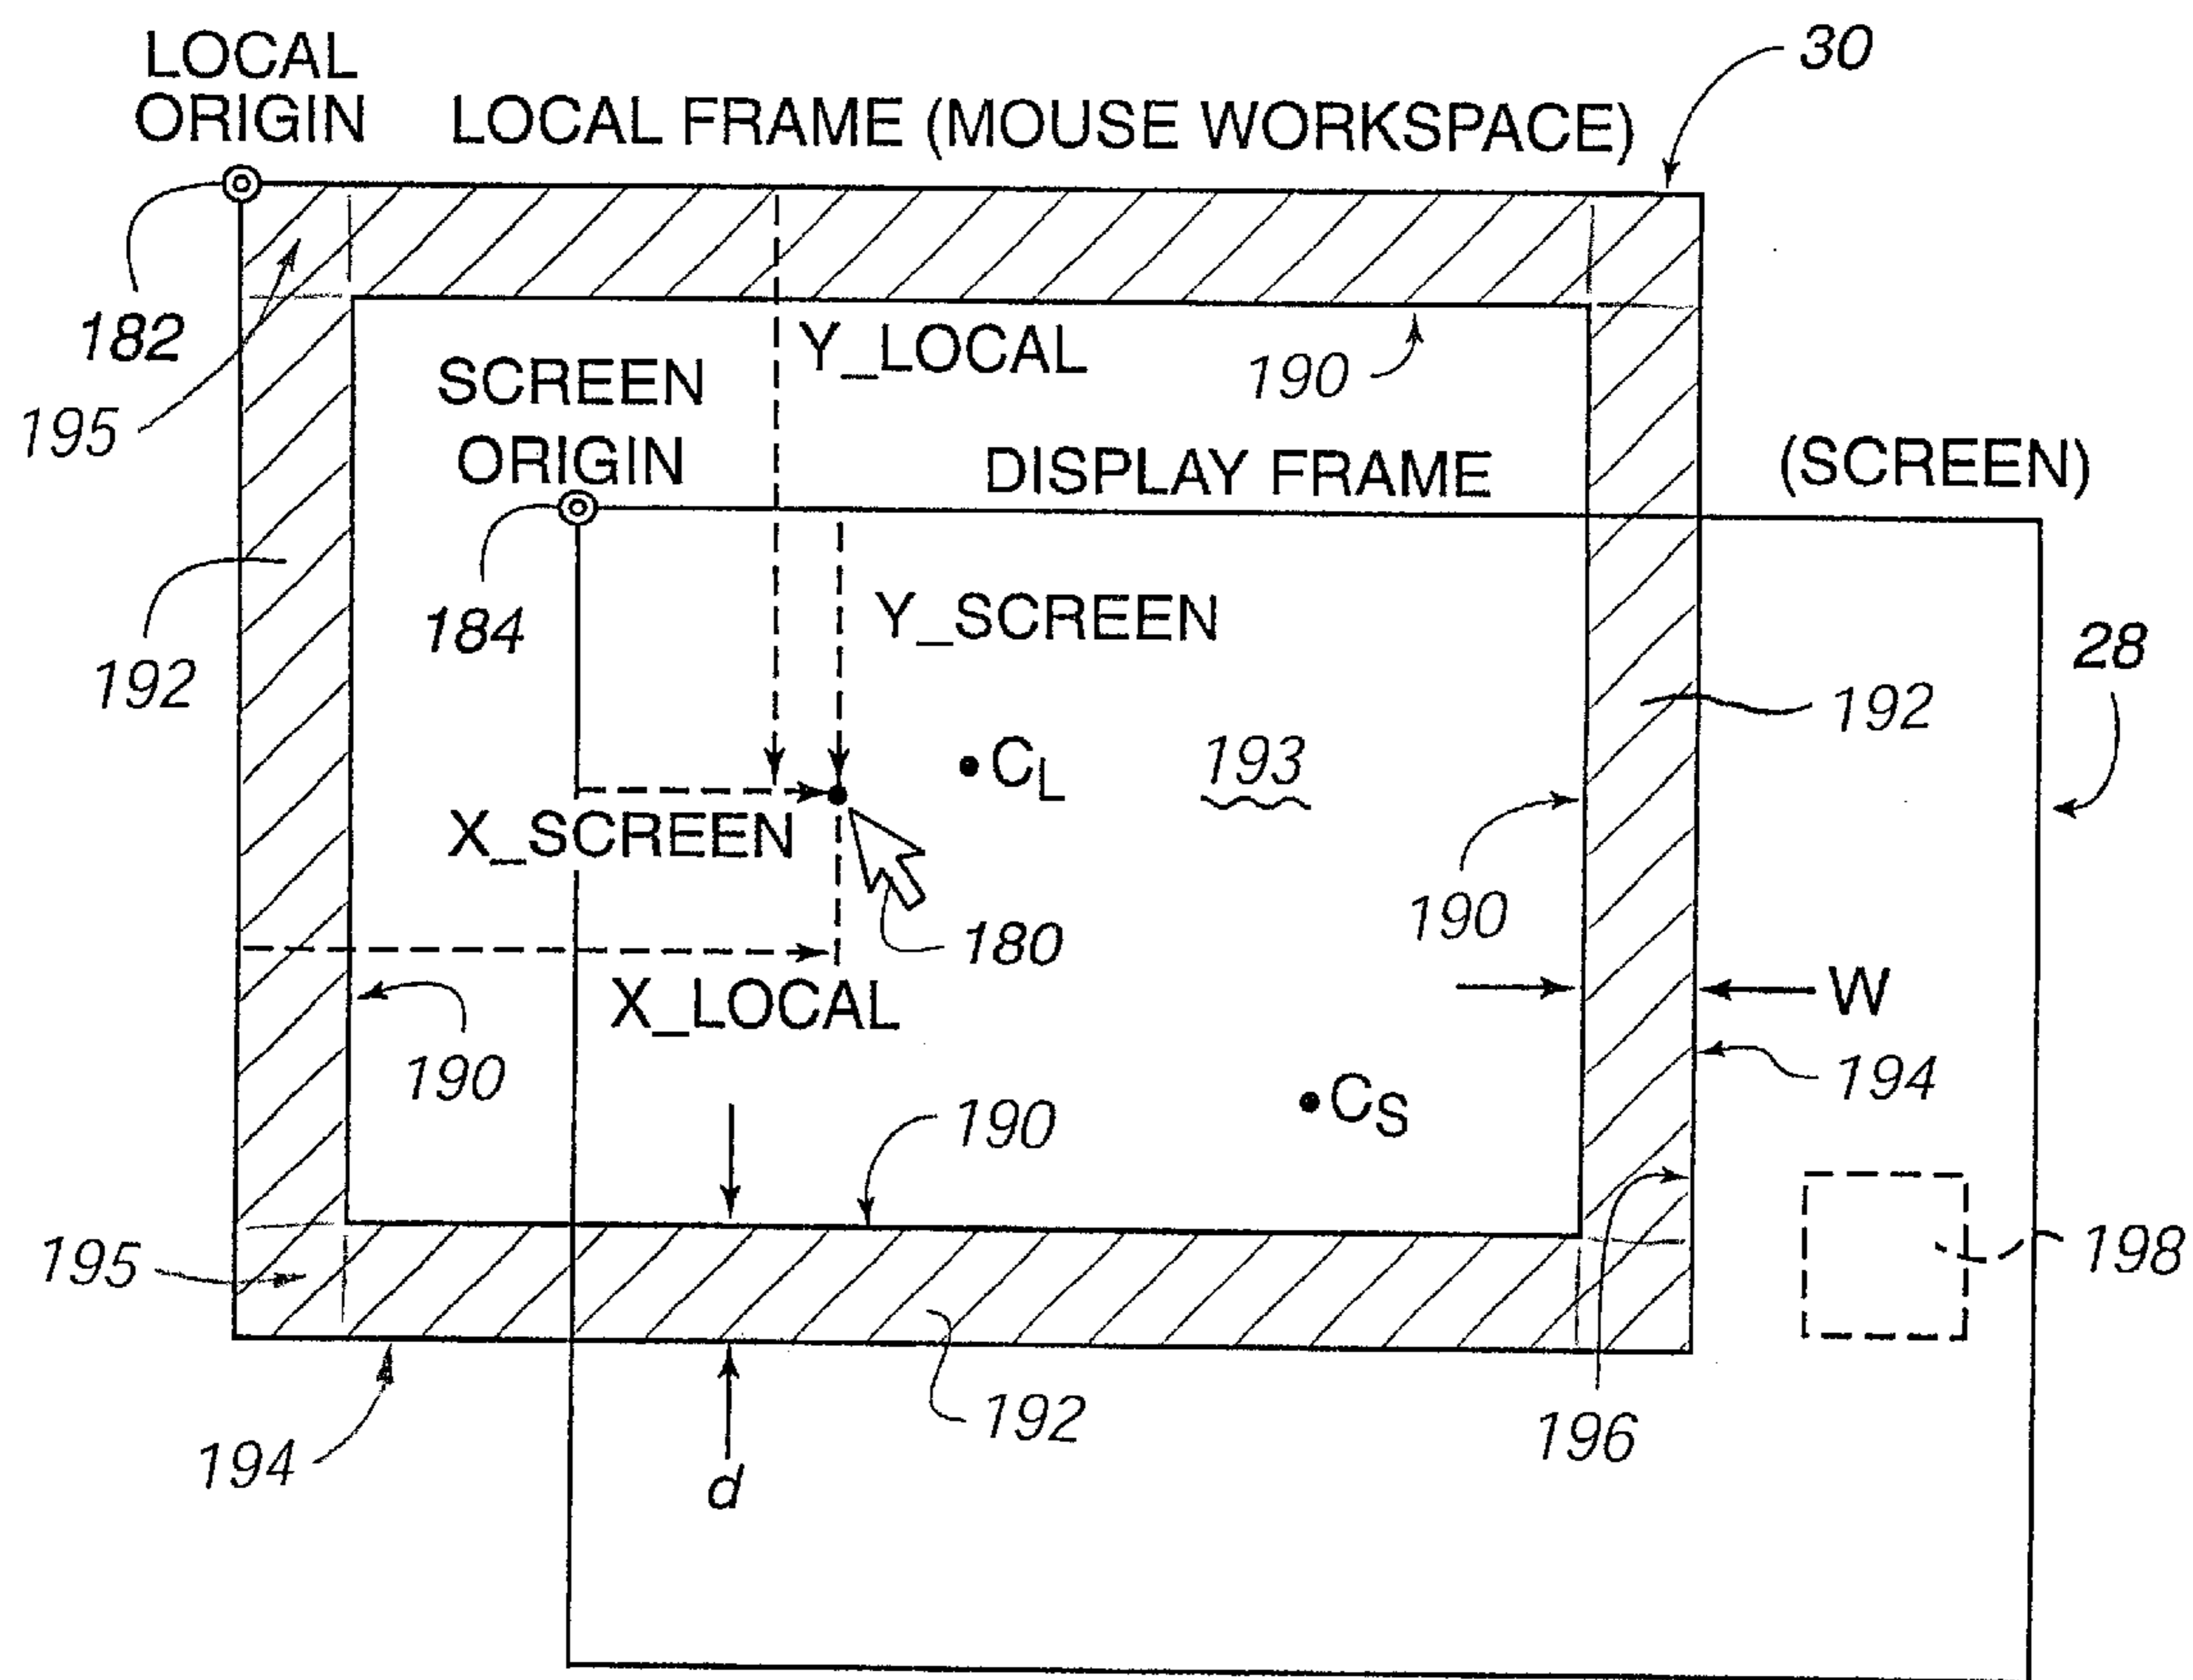 30
LOCAL
ORIGIN
LOCAL FRAME (MOUSE WORKSPACE)
182
Y_LOCAL
190
195
SCREEN
ORIGIN
DISPLAY FRAME
(SCREEN)
184
Y_SCREEN
28
192
192
C_L
193
X_SCREEN
190
180
X_LOCAL
W
190
194
190
C_S
195
198
192
196
194
d